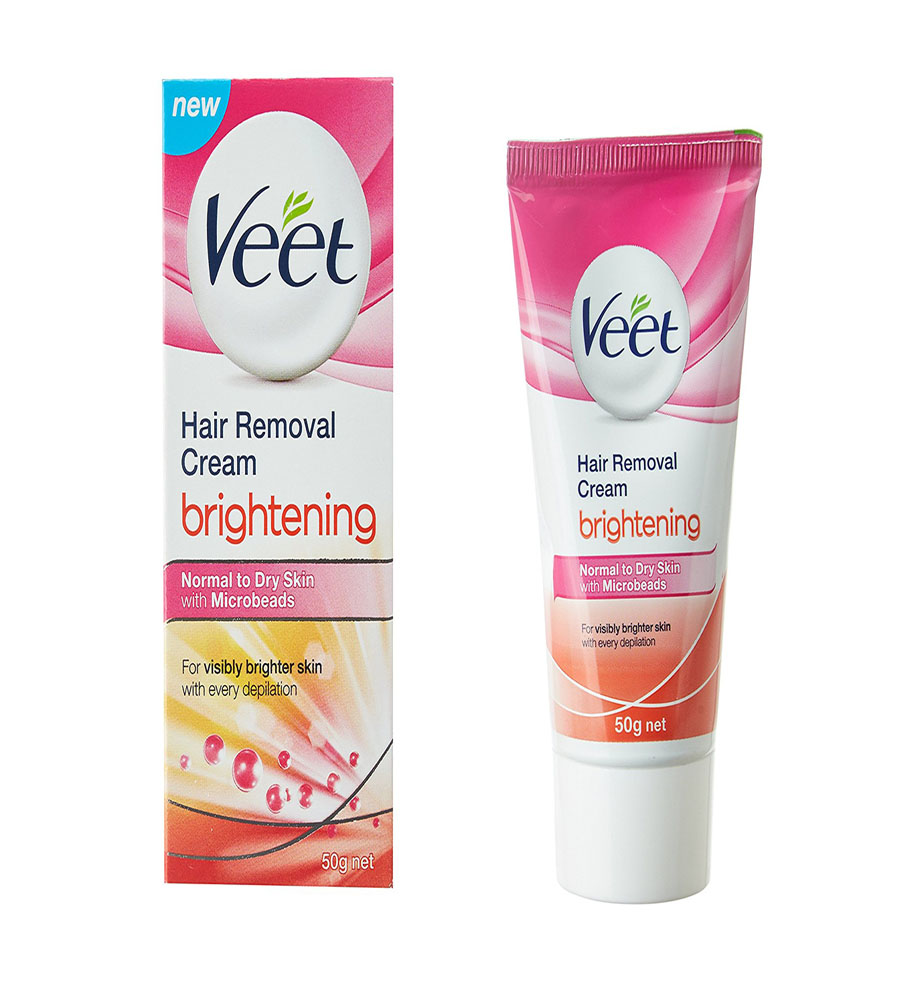 new
Veet
Hair Removal
Cream
brightening
Normal to Dry Skin
with Microbeads
For visibly brighter skin
with every depilation
50g net
Veet
Hair Removal
Cream
brightening
Normal to Dry Skin
with Microbeads
For visibly brighter skin
with every depilation
50g net